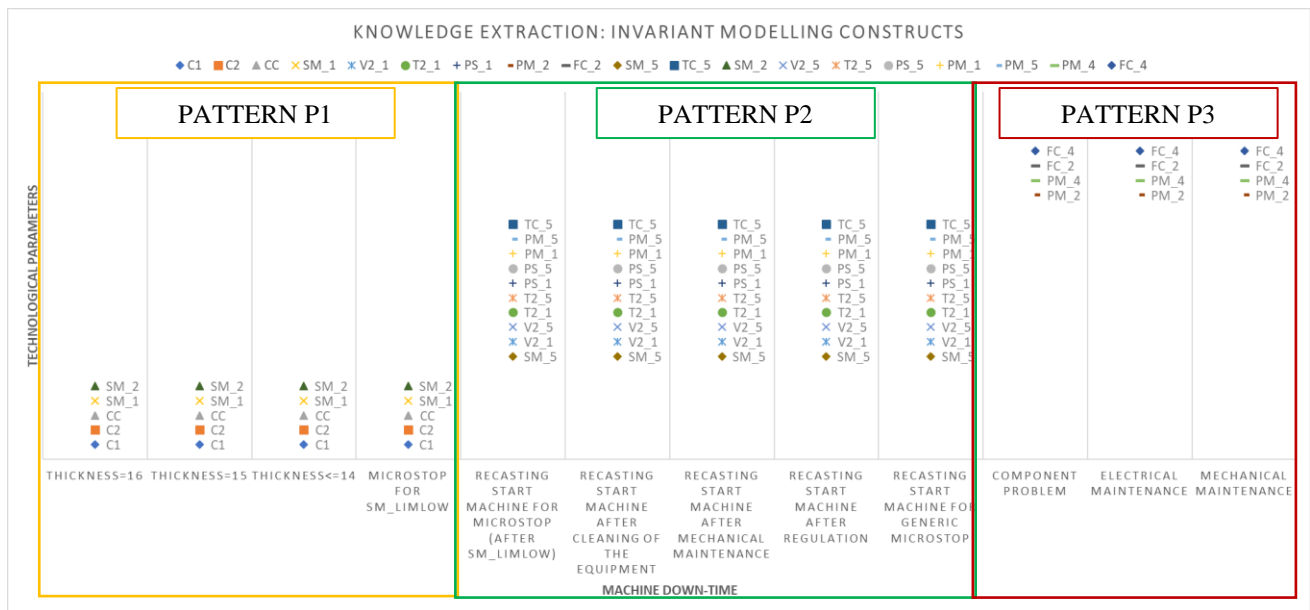 KNOWLEDGE EXTRACTION: INVARIANT MODELLING CONSTRUCTS
C1 C2 CC SM_1 V2_1 T2_1 PS_1 PM_2 FC_2 SM_5 TC_5 SM_2 V2_5 T2_5 PS_5 PM_1 PM_5 PM_4 FC_4
PATTERN P1 PATTERN P2 PATTERN P3
TECHNOLOGICAL PARAMETERS
FC_4 FC_4 FC_4
FC_2 FC_2 FC_2
PM_4 PM_4 PM_4
PM_2 PM_2 PM_2
TC_5 TC_5 TC_5 TC_5 TC_5
PM_5 PM_5 PM_5 PM_5 PM_5
PM_1 PM_1 PM_1 PM_1 PM_1
PS_5 PS_5 PS_5 PS_5 PS_5
PS_1 PS_1 PS_1 PS_1 PS_1
T2_5 T2_5 T2_5 T2_5 T2_5
T2_1 T2_1 T2_1 T2_1 T2_1
V2_5 V2_5 V2_5 V2_5 V2_5
V2_1 V2_1 V2_1 V2_1 V2_1
SM_5 SM_5 SM_5 SM_5 SM_5
SM_2 SM_2 SM_2 SM_2
SM_1 SM_1 SM_1 SM_1
CC CC CC CC
C2 C2 C2 C2
C1 C1 C1 C1
THICKNESS=16
THICKNESS=15
THICKNESS<=14
MICROSTOP
FOR
SM_LIMLOW
RECASTING
START
MACHINE FOR
MICROSTOP
(AFTER
SM_LIMLOW)
RECASTING
START
MACHINE
AFTER
CLEANING OF
THE
EQUIPMENT
RECASTING
START
MACHINE
AFTER
MECHANICAL
MAINTENANCE
RECASTING
START
MACHINE
AFTER
REGULATION
RECASTING
START
MACHINE FOR
GENERIC
MICROSTOP
COMPONENT
PROBLEM
ELECTRICAL
MAINTENANCE
MECHANICAL
MAINTENANCE
MACHINE DOWN-TIME